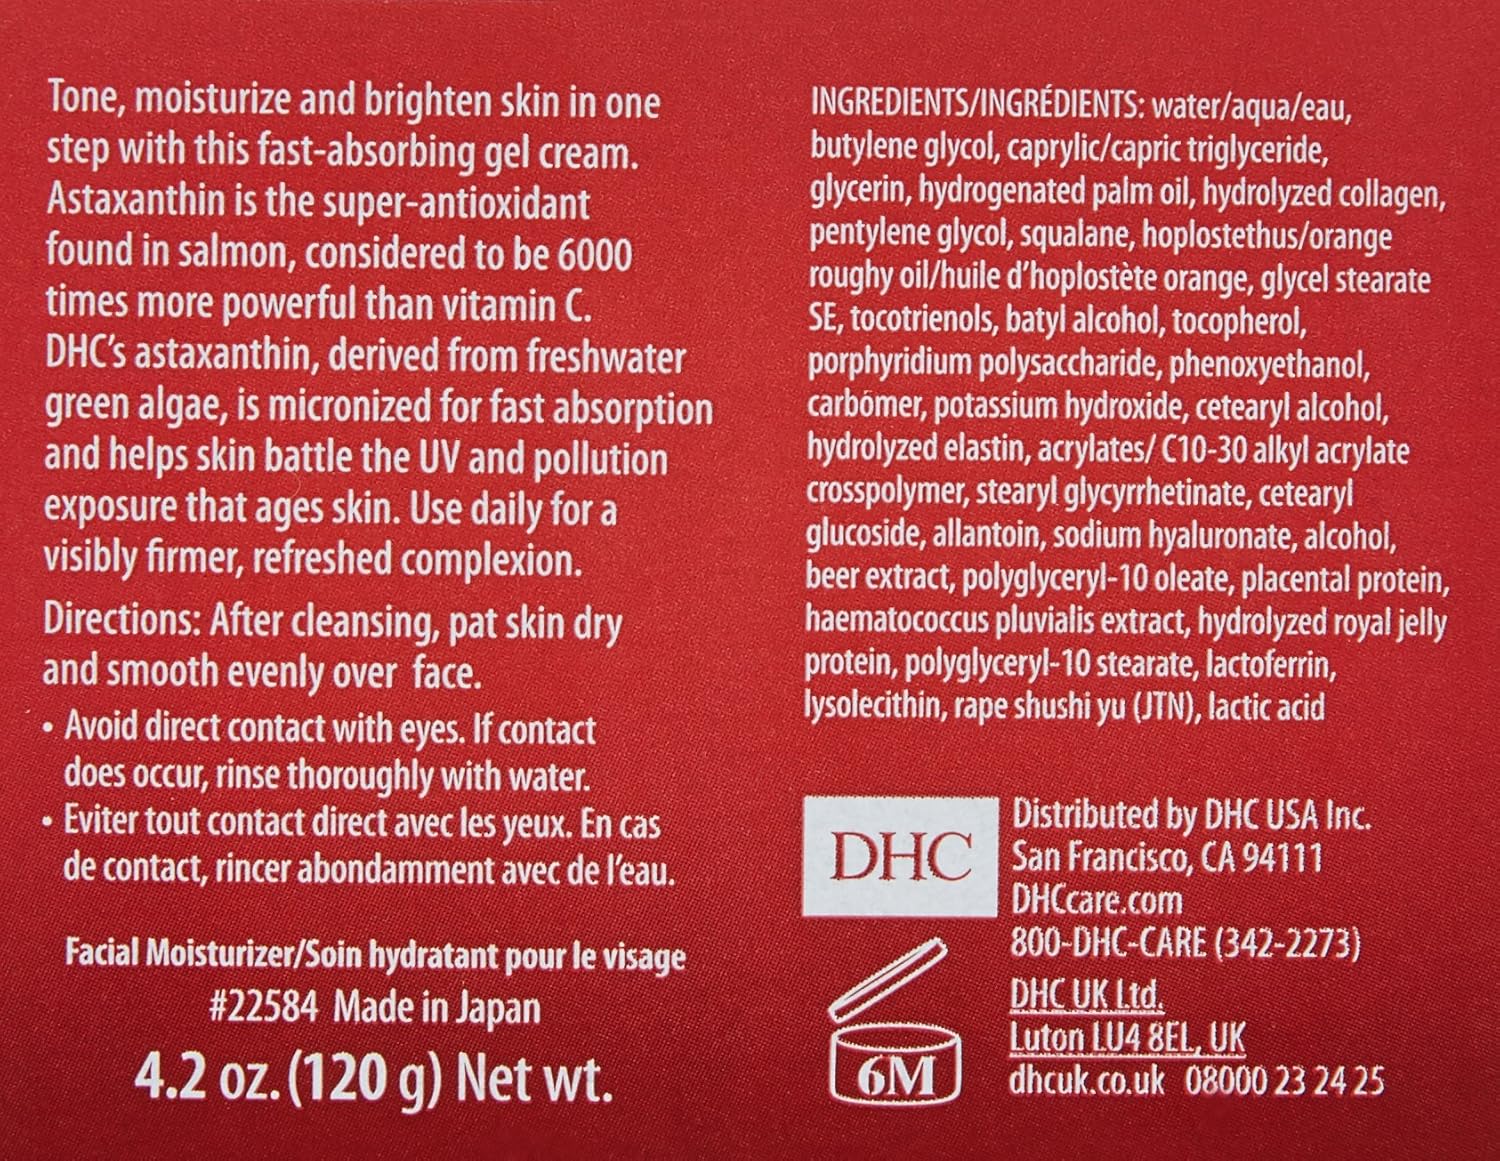 Tone, moisturize and brighten skin in one
step with this fast-absorbing gel cream.
Astaxanthin is the super-antioxidant
found in salmon, considered to be 6000
times more powerful than vitamin C.
DHC's astaxanthin, derived from freshwater
green algae, is micronized for fast absorption
and helps skin battle the UV and pollution
exposure that ages skin. Use daily for a
visibly firmer, refreshed complexion.
Directions: After cleansing, pat skin dry
and smooth evenly over face.
• Avoid direct contact with eyes. If contact
does occur, rinse thoroughly with water.
• Eviter tout contact direct avec les yeux. En cas
de contact, rincer abondamment avec de l'eau.
Facial Moisturizer/Soin hydratant pour le visage
#22584 Made in Japan
4.2 oz. (120 g) Net wt.
INGREDIENTS/INGRÉDIENTS: water/aqua/eau,
butylene glycol, caprylic/capric triglyceride,
glycerin, hydrogenated palm oil, hydrolyzed collagen,
pentylene glycol, squalane, hoplostethus/orange
roughy oil/huile d'hoplostète orange, glycel stearate
SE, tocotrienols, batyl alcohol, tocopherol,
porphyridium polysaccharide, phenoxyethanol,
carbómer, potassium hydroxide, cetearyl alcohol,
hydrolyzed elastin, acrylates/ C10-30 alkyl acrylate
crosspolymer, stearyl glycyrrhetinate, cetearyl
glucoside, allantoin, sodium hyaluronate, alcohol,
beer extract, polyglyceryl-10 oleate, placental protein,
haematococcus pluvialis extract, hydrolyzed royal jelly
protein, polyglyceryl-10 stearate, lactoferrin,
lysolecithin, rape shushi yu (JTN), lactic acid
DHC
Distributed by DHC USA Inc.
San Francisco, CA 94111
DHCcare.com
800-DHC-CARE (342-2273)
DHC UK Ltd.
Luton LU4 8EL, UK
dhcuk.co.uk 08000 23 24 25
6M